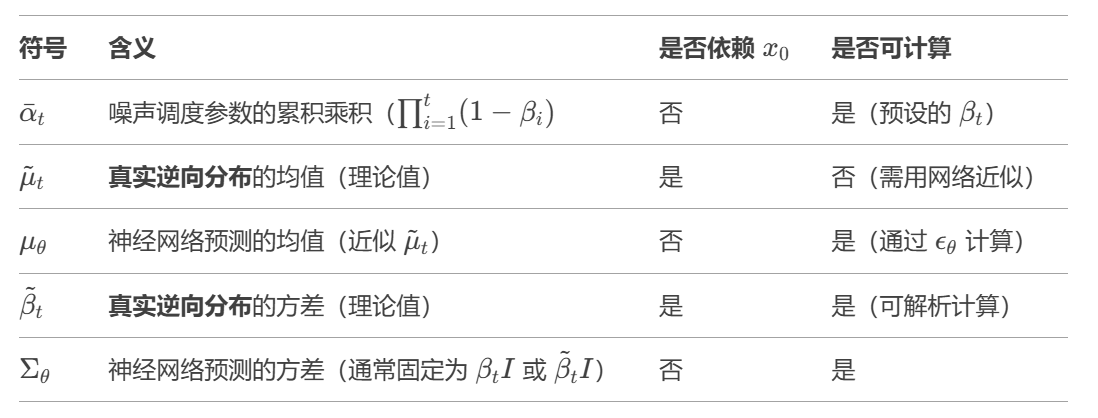 符号 含义 是否依赖 $x_0$ 是否可计算
$\bar{\alpha}_t$ 噪声调度参数的累积乘积（$\prod_{i=1}^{t}(1-\beta_i)$ 否 是（预设的 $\beta_t$）
$\tilde{\mu}_t$ 真实逆向分布的均值（理论值） 是 否（需用网络近似）
$\mu_\theta$ 神经网络预测的均值（近似 $\tilde{\mu}_t$） 否 是（通过 $\epsilon_\theta$ 计算）
$\tilde{\beta}_t$ 真实逆向分布的方差（理论值） 是 是（可解析计算）
$\Sigma_\theta$ 神经网络预测的方差（通常固定为 $\beta_t I$ 或 $\tilde{\beta}_t I$） 否 是